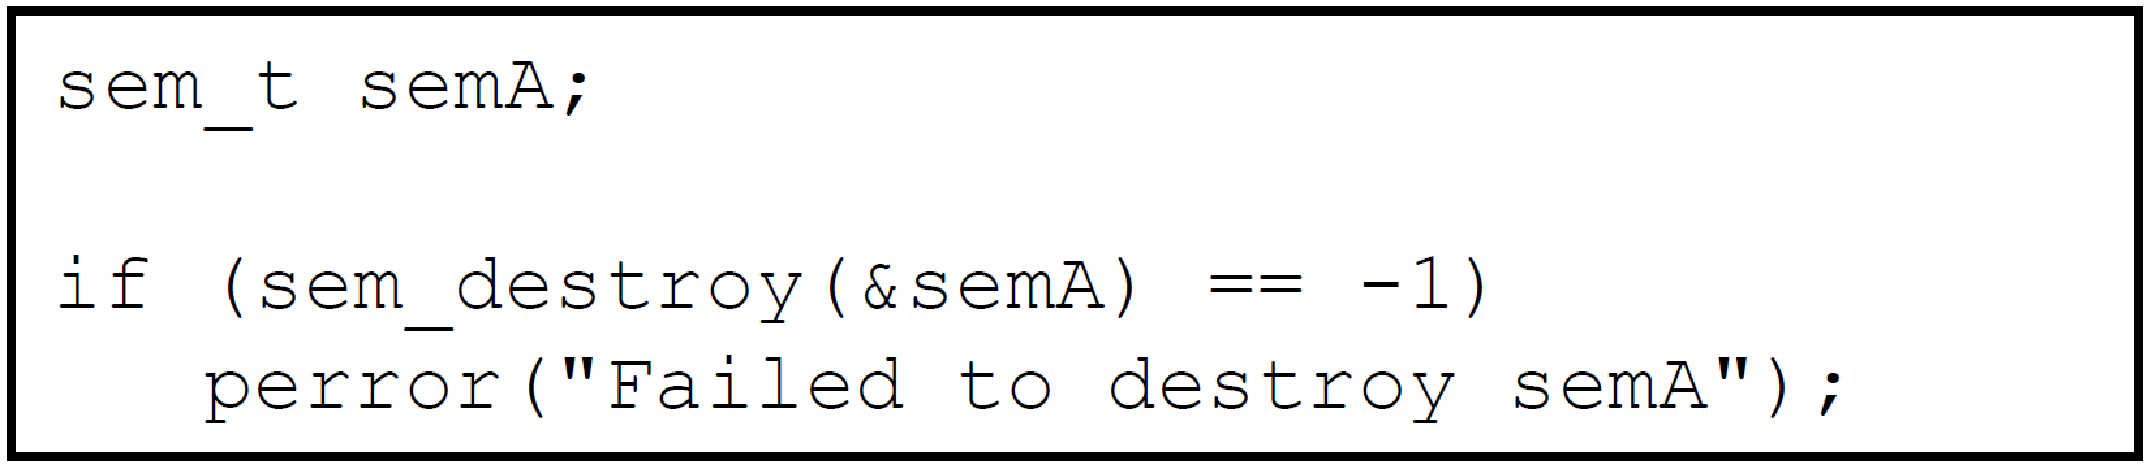 sem_t semA;
if (sem_destroy(&semA) == -1)
   perror("Failed to destroy semA");